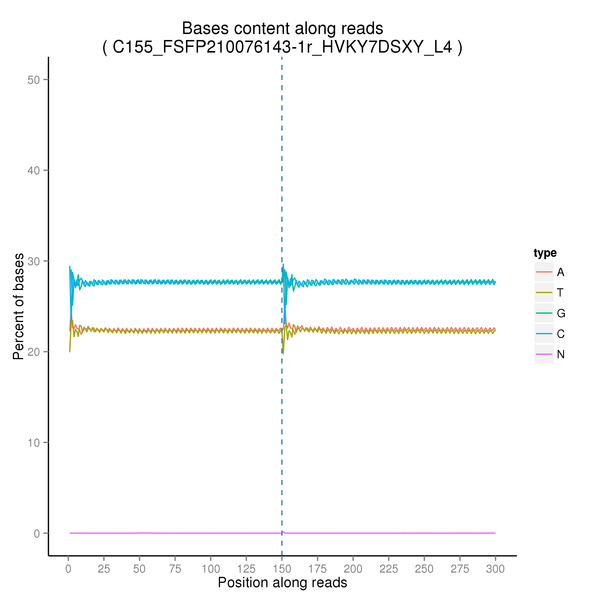 Bases content along reads
( C155_FSFP210076143-1r_HVKY7DSXY_L4 )
50
40
30
20
10
0
Percent of bases
type
A
T
G
C
N
0 25 50 75 100 125 150 175 200 225 250 275 300
Position along reads